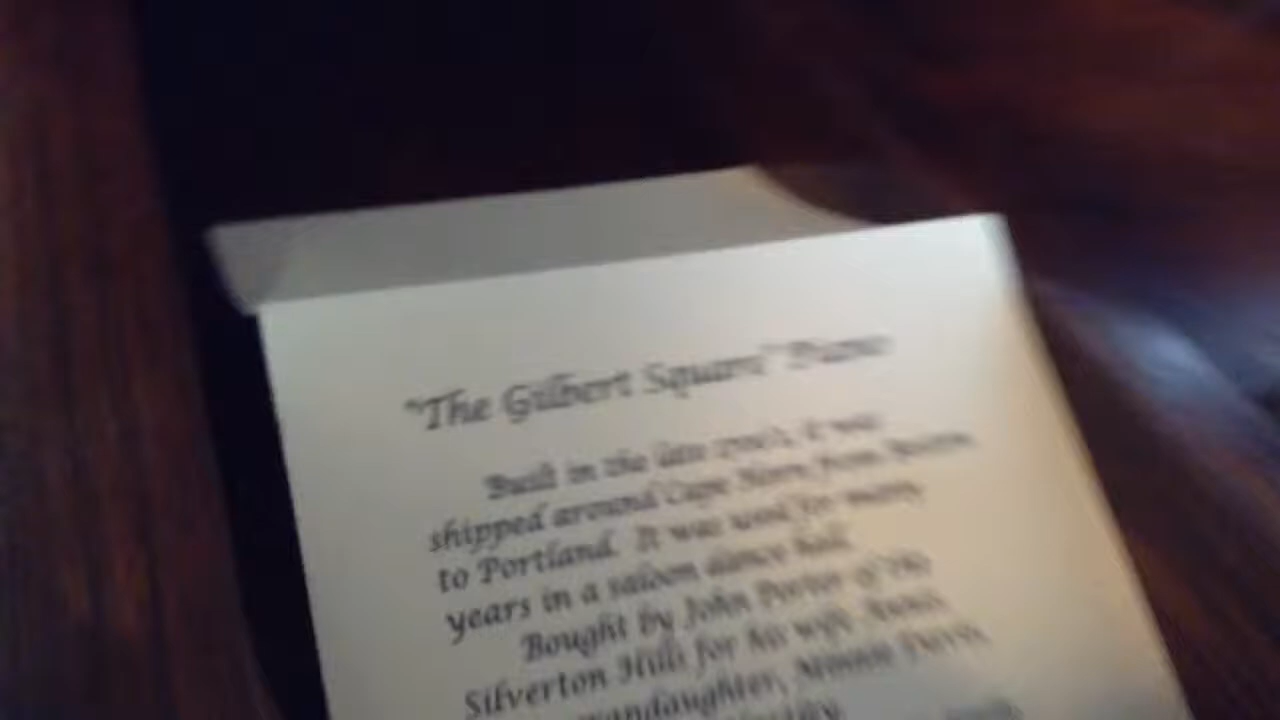 "The Gilbert Square" Piano
Built in the late it was
shipped around Cape Horn from Boston
to Portland. It was used for many
years in a saloon dance hall.
Bought by John Porter of the
Silverton Hills for his wife
granddaughter, Minnie